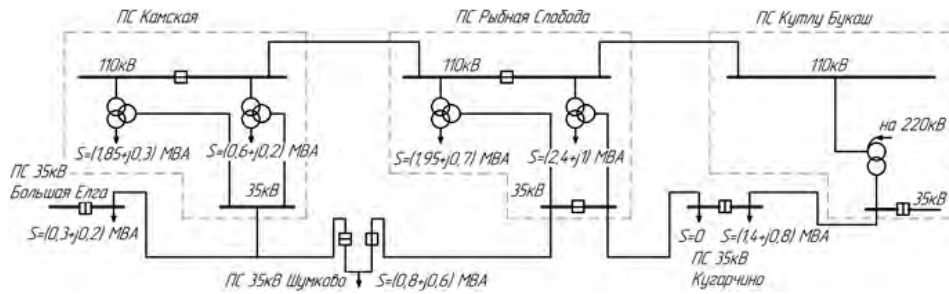 ПС Камская
ПС Рыбная Слобода
ПС Кутлу Букаш
110кВ
110кВ
110кВ
на 220кВ
S=(1,85+j0,3) МВА
S=(0,6+j0,2) МВА
S=(1,95+j0,7) МВА
S=(2,4+j1) МВА
ПС 35кВ
Большая Елга
35кВ
35кВ
35кВ
S=(0,3+j0,2) МВА
S=0
S=(1,4+j0,8) МВА
ПС 35кВ Шумково
S=(0,8+j0,6) МВА
ПС 35кВ
Кугарчино